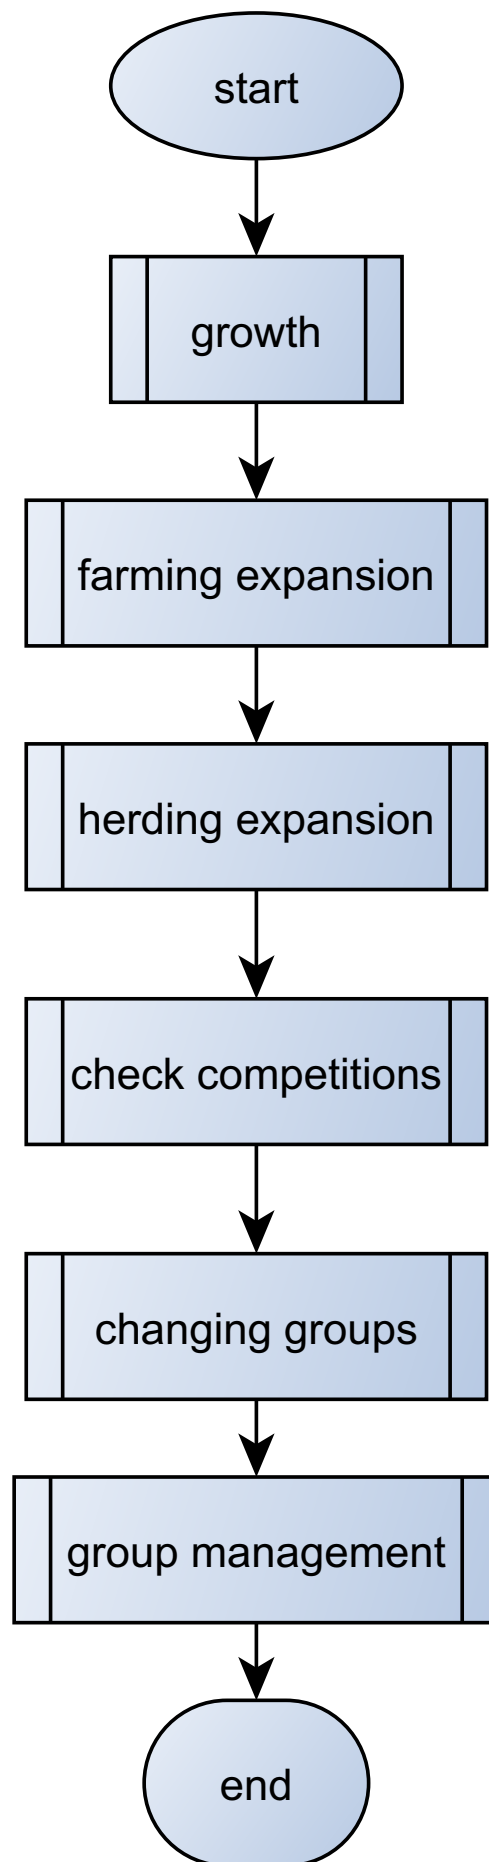 start
growth
farming expansion
herding expansion
check competitions
changing groups
group management
end